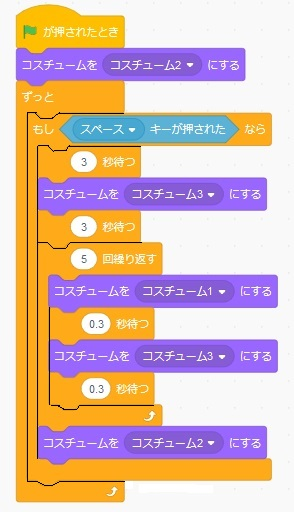 が押されたとき
コスチュームを コスチューム2 にする
ずっと
もし スペース キーが押された なら
3 秒待つ
コスチュームを コスチューム3 にする
3 秒待つ
5 回繰り返す
コスチュームを コスチューム1 にする
0.3 秒待つ
コスチュームを コスチューム3 にする
0.3 秒待つ
コスチュームを コスチューム2 にする